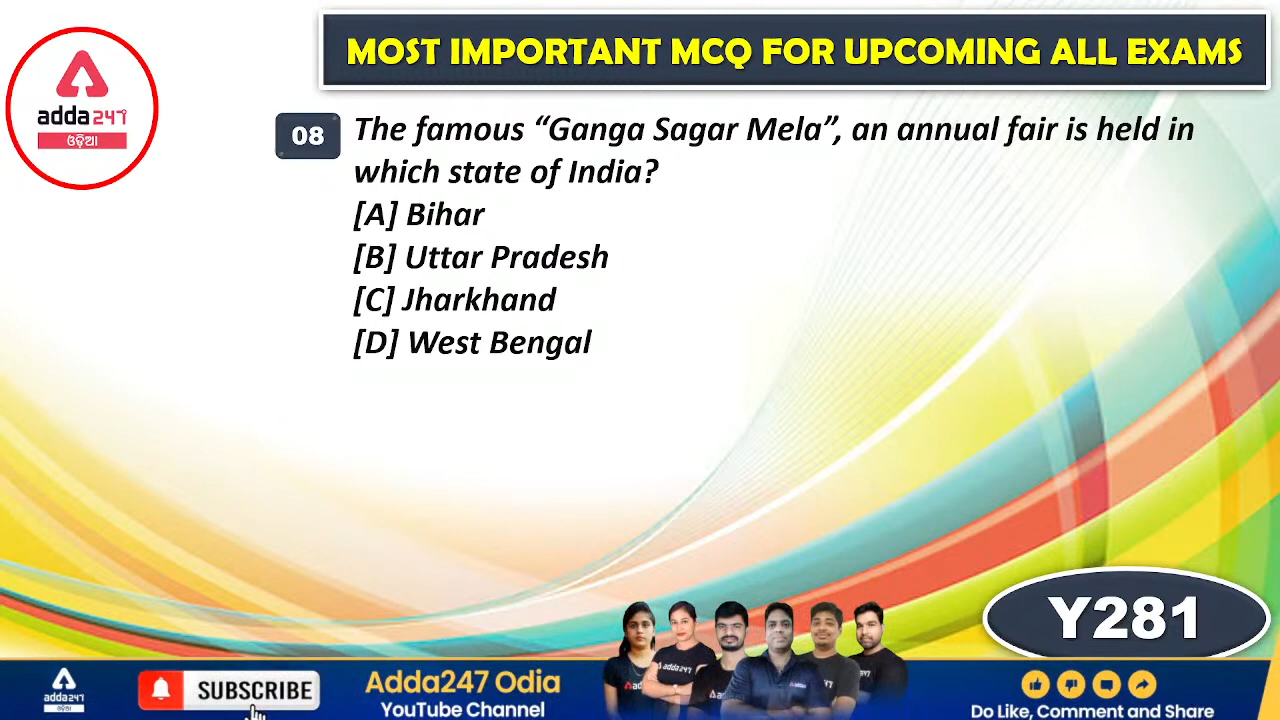 MOST IMPORTANT MCQ FOR UPCOMING ALL EXAMS
adda247
ଓଡ଼ିଆ
08
The famous “Ganga Sagar Mela”, an annual fair is held in
which state of India?
[A] Bihar
[B] Uttar Pradesh
[C] Jharkhand
[D] West Bengal
Y281
adda247
ଓଡ଼ିଆ
SUBSCRIBE
Adda247 Odia
YouTube Channel
adda247
Do Like, Comment and Share